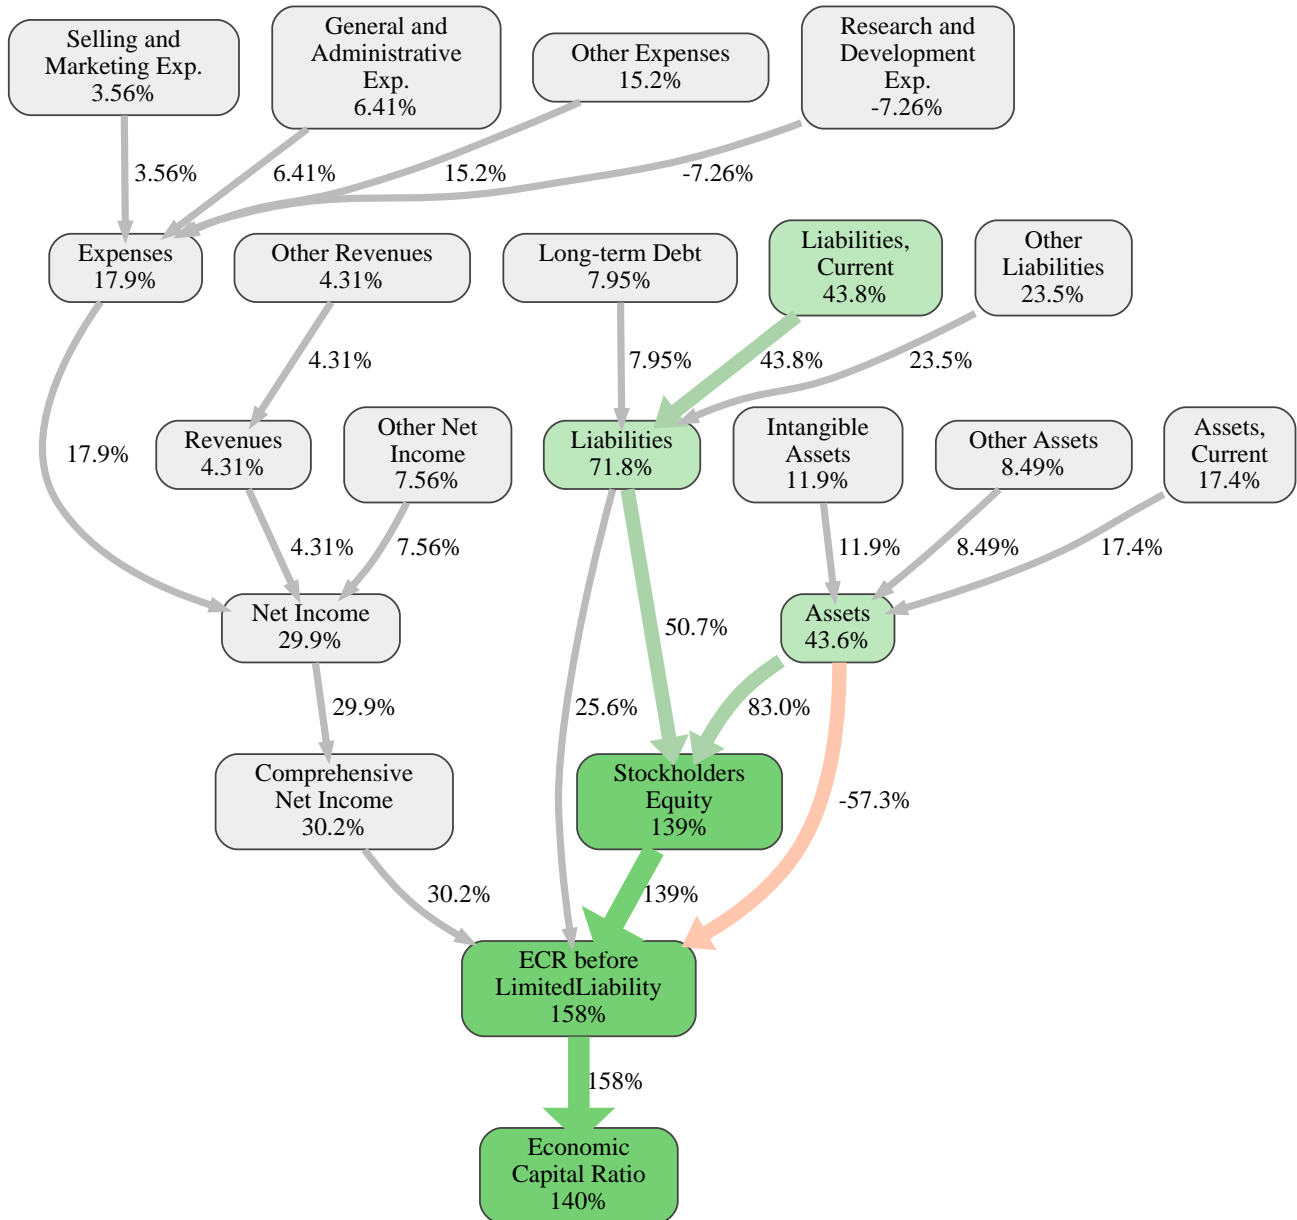 Selling and
Marketing Exp.
3.56%
General and
Administrative
Exp.
6.41%
Other Expenses
15.2%
Research and
Development
Exp.
-7.26%
3.56%
6.41%
15.2%
-7.26%
Expenses
17.9%
Other Revenues
4.31%
Long-term Debt
7.95%
Liabilities,
Current
43.8%
Other
Liabilities
23.5%
4.31%
7.95%
43.8%
23.5%
17.9%
Revenues
4.31%
Other Net
Income
7.56%
Liabilities
71.8%
Intangible
Assets
11.9%
Other Assets
8.49%
Assets,
Current
17.4%
4.31%
7.56%
11.9%
8.49%
17.4%
Net Income
29.9%
50.7%
Assets
43.6%
29.9%
25.6%
83.0%
Comprehensive
Net Income
30.2%
Stockholders
Equity
139%
-57.3%
30.2%
139%
ECR before
LimitedLiability
158%
158%
Economic
Capital Ratio
140%